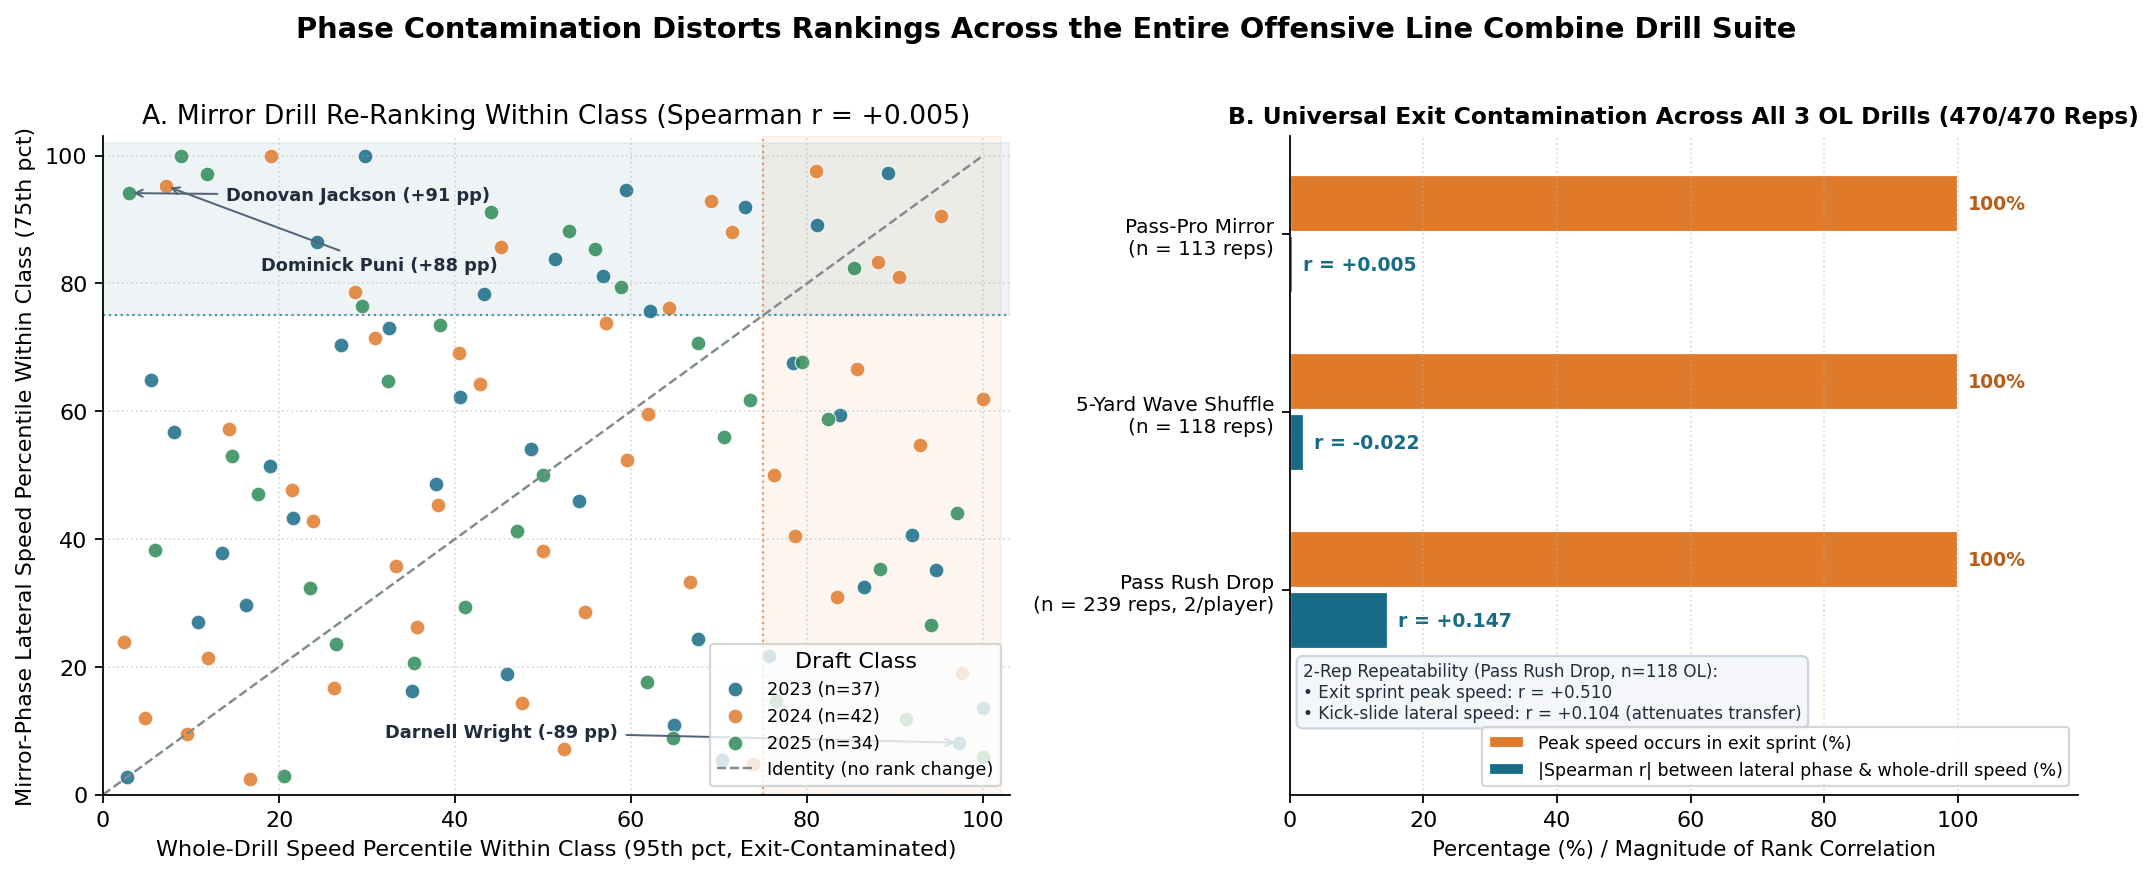 Phase Contamination Distorts Rankings Across the Entire Offensive Line Combine Drill Suite
A. Mirror Drill Re-Ranking Within Class (Spearman r = +0.005)
Mirror-Phase Lateral Speed Percentile Within Class (75th pct)
100
80
60
40
20
0
Donovan Jackson (+91 pp)
Dominick Puni (+88 pp)
Darnell Wright (-89 pp)
Draft Class
2023 (n=37)
2024 (n=42)
2025 (n=34)
Identity (no rank change)
0 20 40 60 80 100
Whole-Drill Speed Percentile Within Class (95th pct, Exit-Contaminated)
B. Universal Exit Contamination Across All 3 OL Drills (470/470 Reps)
Pass-Pro Mirror
(n = 113 reps)
100%
r = +0.005
5-Yard Wave Shuffle
(n = 118 reps)
100%
r = -0.022
Pass Rush Drop
(n = 239 reps, 2/player)
100%
r = +0.147
2-Rep Repeatability (Pass Rush Drop, n=118 OL):
• Exit sprint peak speed: r = +0.510
• Kick-slide lateral speed: r = +0.104 (attenuates transfer)
Peak speed occurs in exit sprint (%)
|Spearman r| between lateral phase & whole-drill speed (%)
0 20 40 60 80 100
Percentage (%) / Magnitude of Rank Correlation